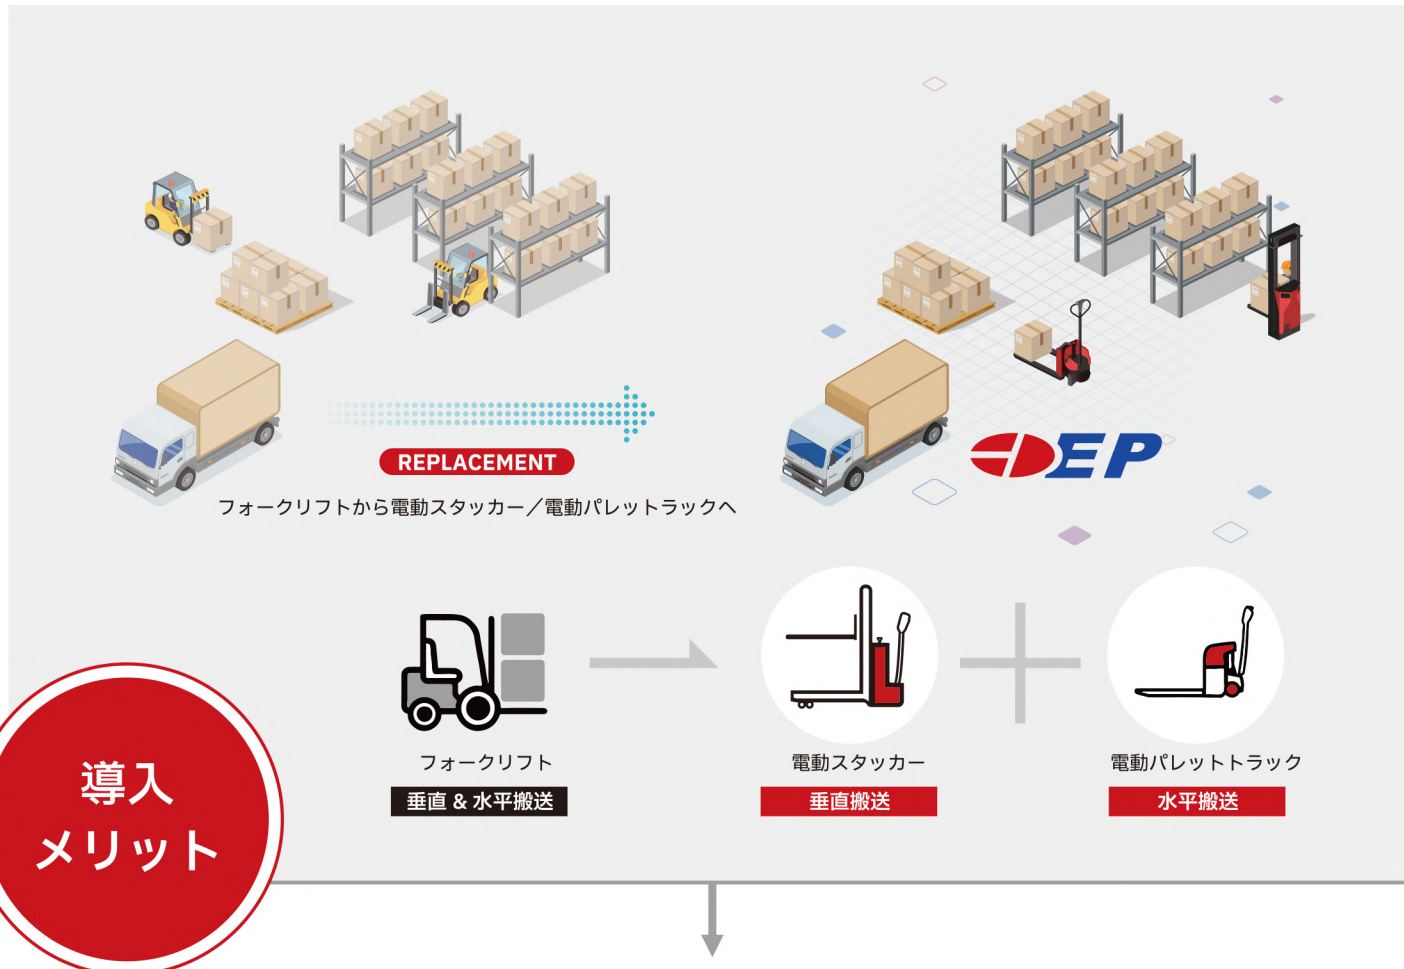 REPLACEMENT
フォークリフトから電動スタッカー／電動パレットラックへ
EP
フォークリフト
垂直 & 水平搬送
電動スタッカー
垂直搬送
電動パレットトラック
水平搬送
導入
メリット